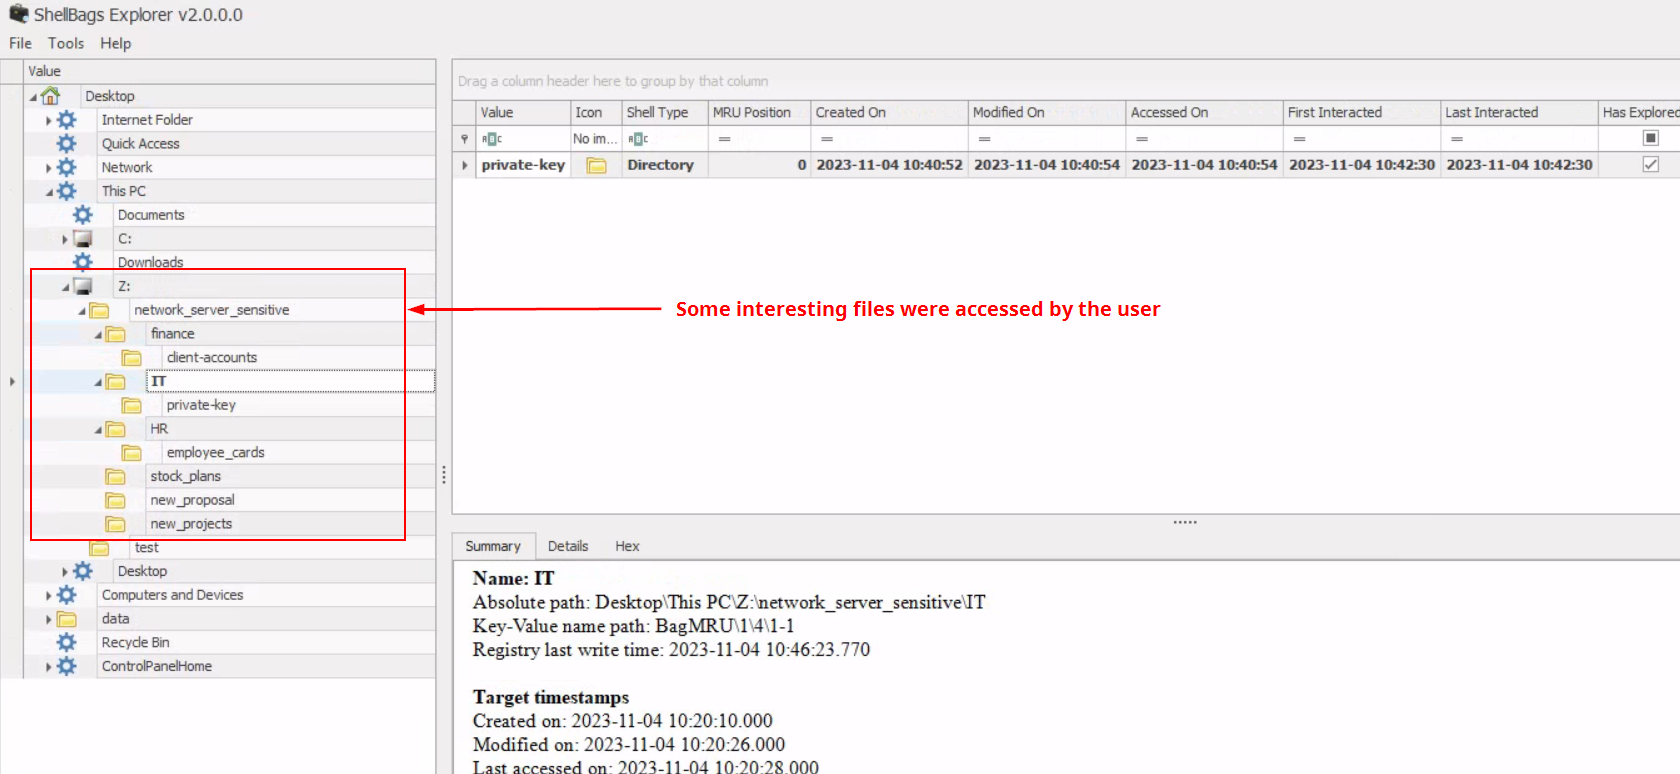 ShellBags Explorer v2.0.0.0
File Tools Help
Value
Desktop
Internet Folder
Quick Access
Network
This PC
Documents
C:
Downloads
Z:
network_server_sensitive
finance
client-accounts
IT
private-key
HR
employee_cards
stock_plans
new_proposal
new_projects
test
Desktop
Computers and Devices
data
Recycle Bin
ControlPanelHome
Some interesting files were accessed by the user
Drag a column header here to group by that column
Value Icon Shell Type MRU Position Created On Modified On Accessed On First Interacted Last Interacted Has Explored
No im... = = = = = =
private-key Directory 0 2023-11-04 10:40:52 2023-11-04 10:40:54 2023-11-04 10:40:54 2023-11-04 10:42:30 2023-11-04 10:42:30
Summary Details Hex
Name: IT
Absolute path: Desktop\This PC\Z:\network_server_sensitive\IT
Key-Value name path: BagMRU\1\4\1-1
Registry last write time: 2023-11-04 10:46:23.770
Target timestamps
Created on: 2023-11-04 10:20:10.000
Modified on: 2023-11-04 10:20:26.000
Last accessed on: 2023-11-04 10:20:28.000